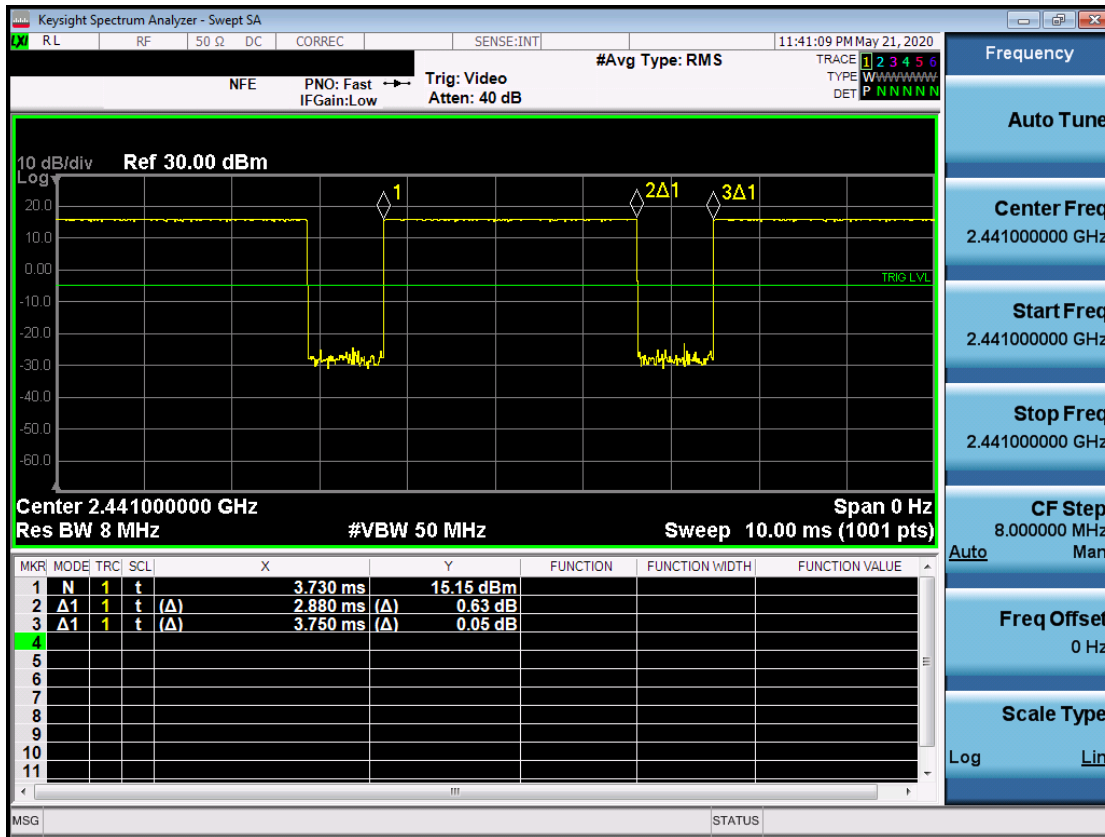 Keysight Spectrum Analyzer - Swept SA
LXI RL RF 50 Ω DC CORREC SENSE:INT 11:41:09 PM May 21, 2020
#Avg Type: RMS TRACE 1 2 3 4 5 6
NFE PNO: Fast Trig: Video TYPE WWWWWW
IFGain:Low Atten: 40 dB DET P N N N N N
10 dB/div Ref 30.00 dBm
Log
1 2Δ1 3Δ1
20.0
10.0
0.00
TRIG LVL
-10.0
-20.0
-30.0
-40.0
-50.0
-60.0
Center 2.441000000 GHz Span 0 Hz
Res BW 8 MHz #VBW 50 MHz Sweep 10.00 ms (1001 pts)
MKR MODE TRC SCL X Y FUNCTION FUNCTION WIDTH FUNCTION VALUE
1 N 1 t 3.730 ms 15.15 dBm
2 Δ1 1 t (Δ) 2.880 ms (Δ) 0.63 dB
3 Δ1 1 t (Δ) 3.750 ms (Δ) 0.05 dB
4
5
6
7
8
9
10
11
MSG STATUS
Frequency
Auto Tune
Center Freq
2.441000000 GHz
Start Freq
2.441000000 GHz
Stop Freq
2.441000000 GHz
CF Step
8.000000 MHz
Auto Man
Freq Offset
0 Hz
Scale Type
Log Lin